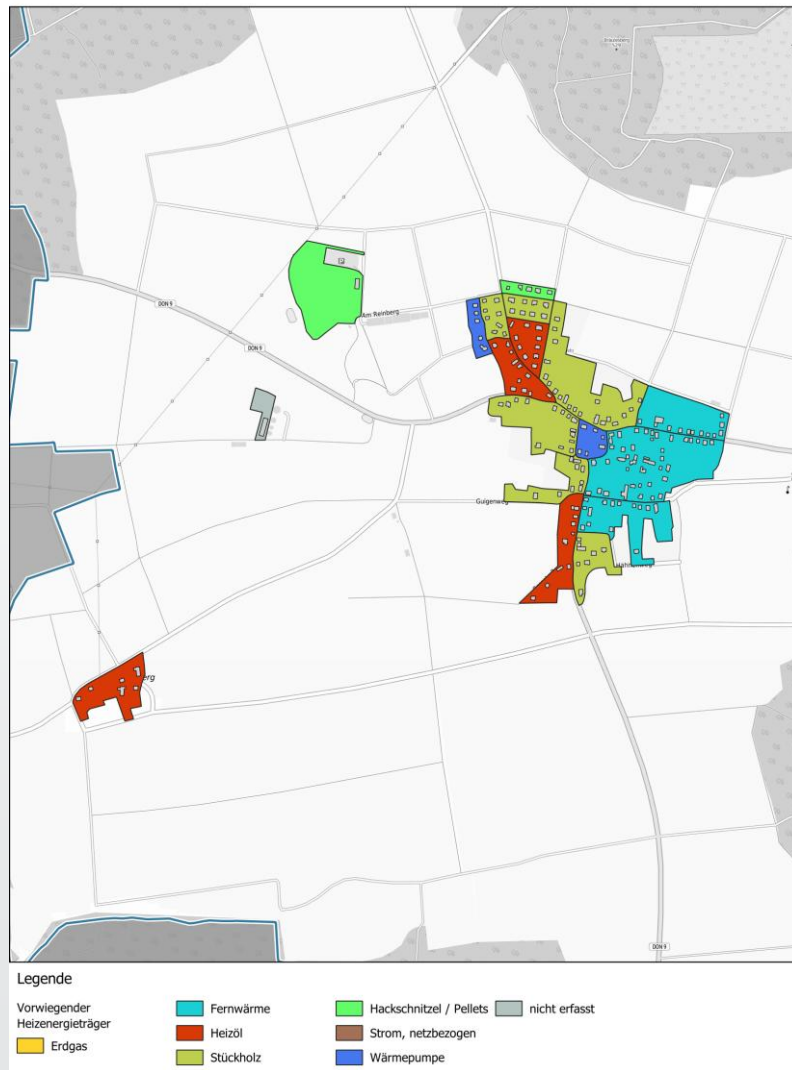 DON 9
Am Reinberg
DON 9
Guigenweg
DON 9
Legende
Vorwiegender
Heizenergieträger
Erdgas
Fernwärme
Heizöl
Stückholz
Hackschnitzel / Pellets
Strom, netzbezogen
Wärmepumpe
nicht erfasst